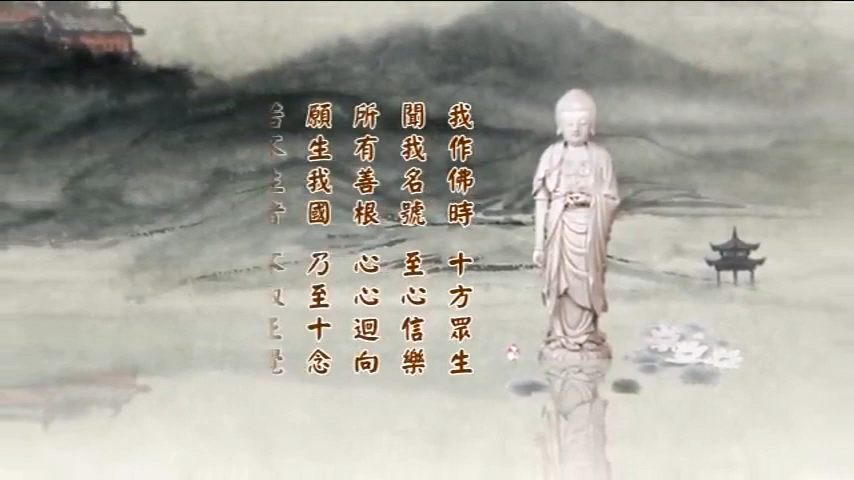 我作佛時 十方眾生
聞我名號 至心信樂
所有善根 心心迴向
願生我國 乃至十念